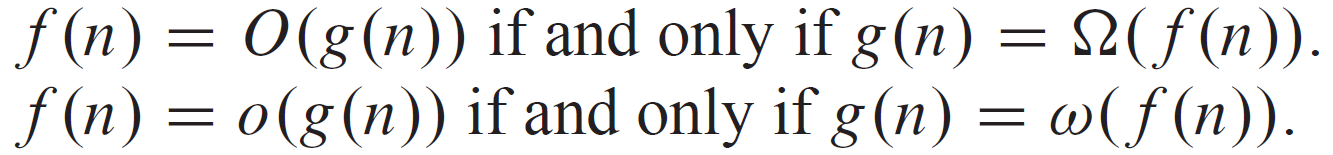 f(n) = O(g(n)) if and only if g(n) = Ω(f(n)).
f(n) = o(g(n)) if and only if g(n) = ω(f(n)).